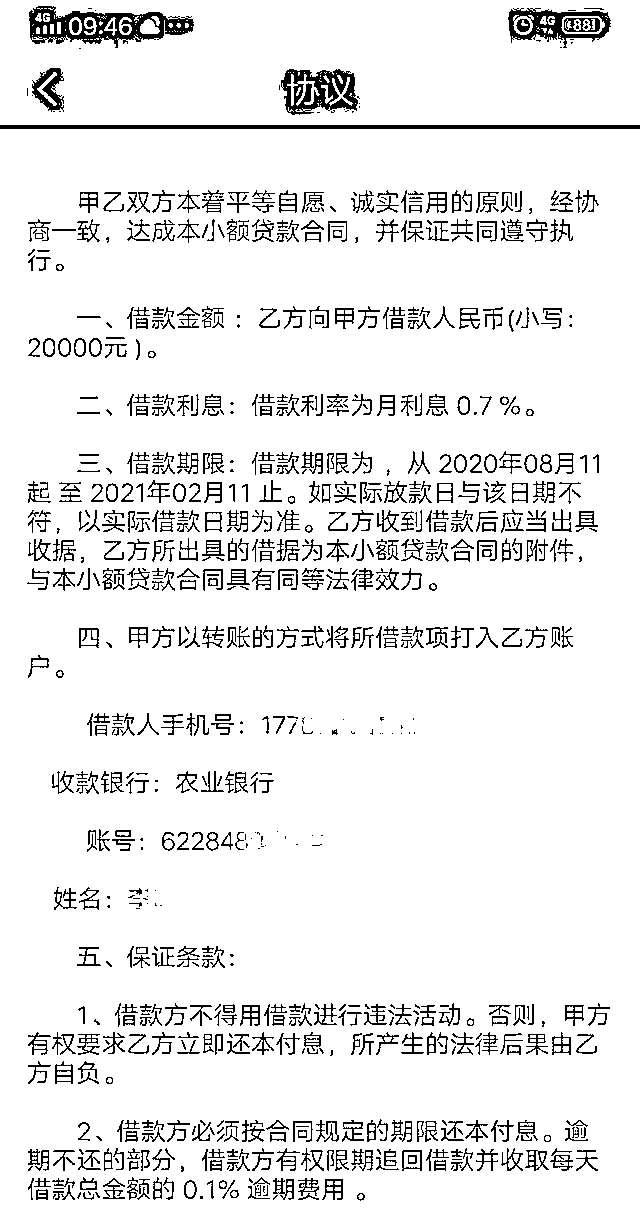 4G 09:46
4G 88
协议
甲乙双方本着平等自愿、诚实信用的原则，经协
商一致，达成本小额贷款合同，并保证共同遵守执
行。
一、借款金额：乙方向甲方借款人民币(小写：
20000元)。
二、借款利息：借款利率为月利息 0.7 %。
三、借款期限：借款期限为 ，从 2020年08月11
起 至 2021年02月11 止。如实际放款日与该日期不
符，以实际借款日期为准。乙方收到借款后应当出具
收据，乙方所出具的借据为本小额贷款合同的附件，
与本小额贷款合同具有同等法律效力。
四、甲方以转账的方式将所借款项打入乙方账
户。
借款人手机号：177
收款银行：农业银行
账号：622848
姓名：
五、保证条款：
1、借款方不得用借款进行违法活动。否则，甲方
有权要求乙方立即还本付息，所产生的法律后果由乙
方自负。
2、借款方必须按合同规定的期限还本付息。逾
期不还的部分，借款方有权限期追回借款并收取每天
借款总金额的 0.1% 逾期费用 。